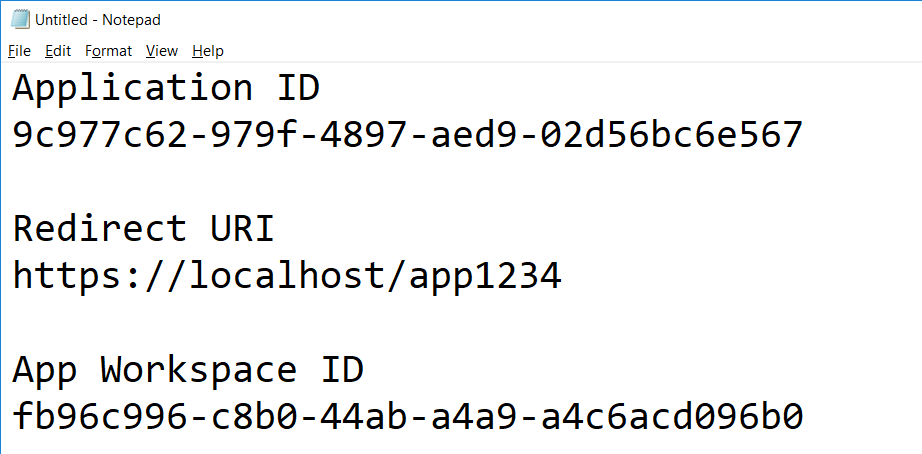 Untitled - Notepad
File Edit Format View Help
Application ID
9c977c62-979f-4897-aed9-02d56bc6e567
Redirect URI
https://localhost/app1234
App Workspace ID
fb96c996-c8b0-44ab-a4a9-a4c6acd096b0